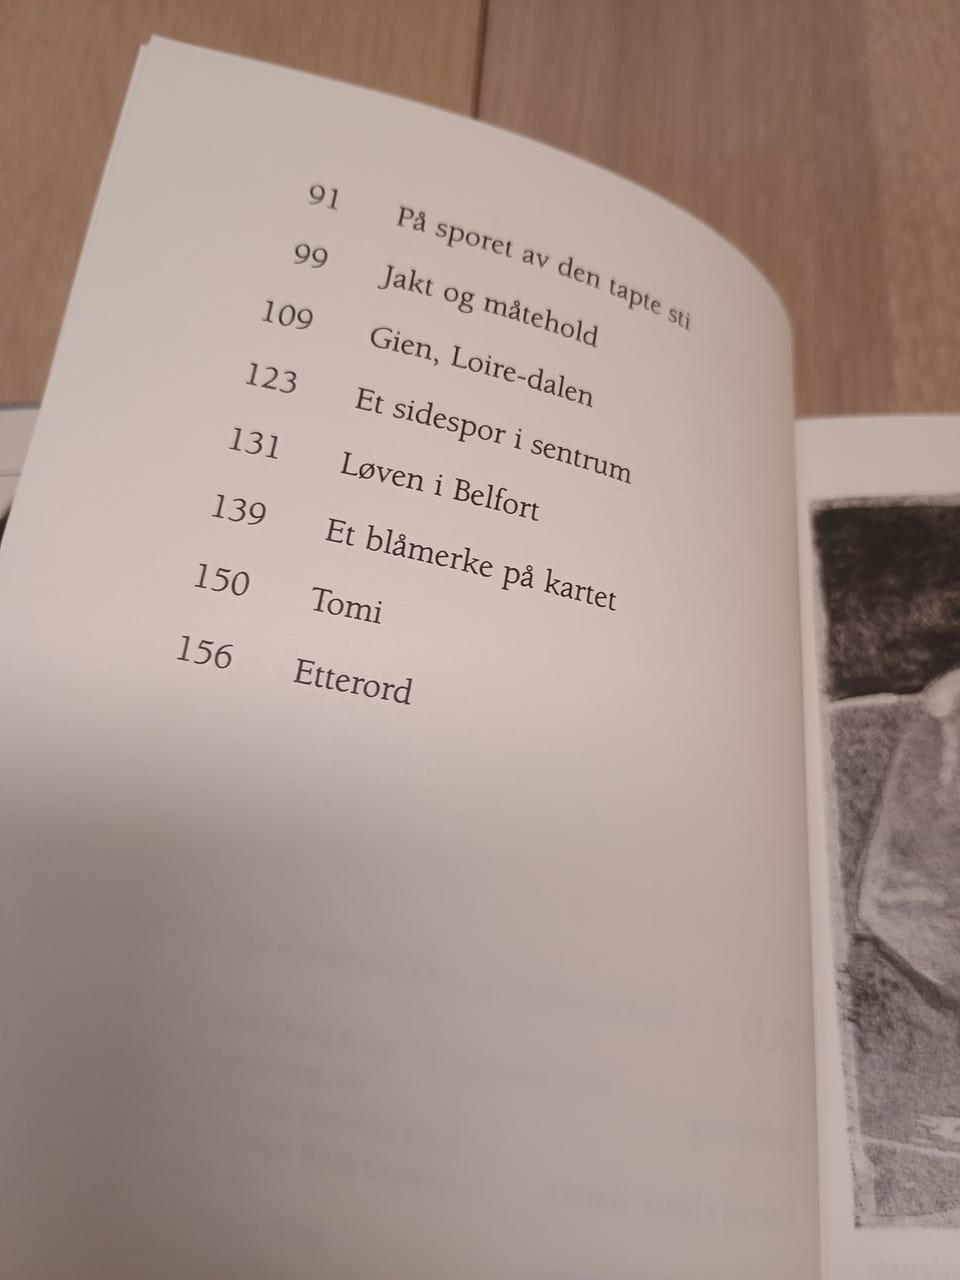 91 På sporet av den tapte sti
99 Jakt og måtehold
109 Gien, Loire-dalen
123 Et sidespor i sentrum
131 Løven i Belfort
139 Et blåmerke på kartet
150 Tomi
156 Etterord